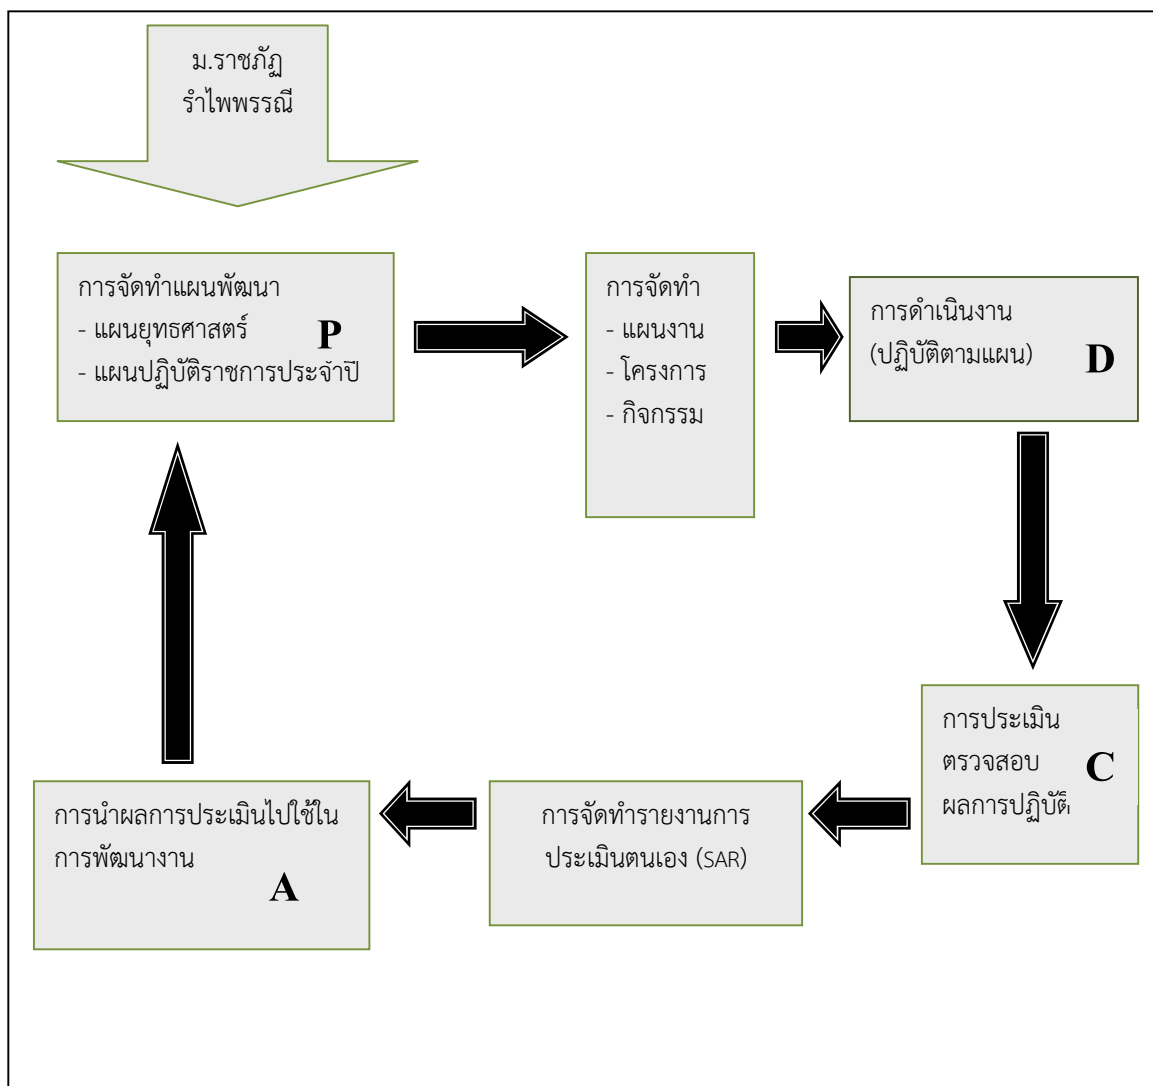 ม.ราชภัฏ
รำไพพรรณี
การจัดทำแผนพัฒนา
- แผนยุทธศาสตร์
P
- แผนปฏิบัติราชการประจำปี
การจัดทำ
- แผนงาน
- โครงการ
- กิจกรรม
การดำเนินงาน
(ปฏิบัติตามแผน)
D
การประเมิน
ตรวจสอบ
C
ผลการปฏิบัติ
การจัดทำรายงานการ
ประเมินตนเอง (SAR)
การนำผลการประเมินไปใช้ใน
การพัฒนางาน
A